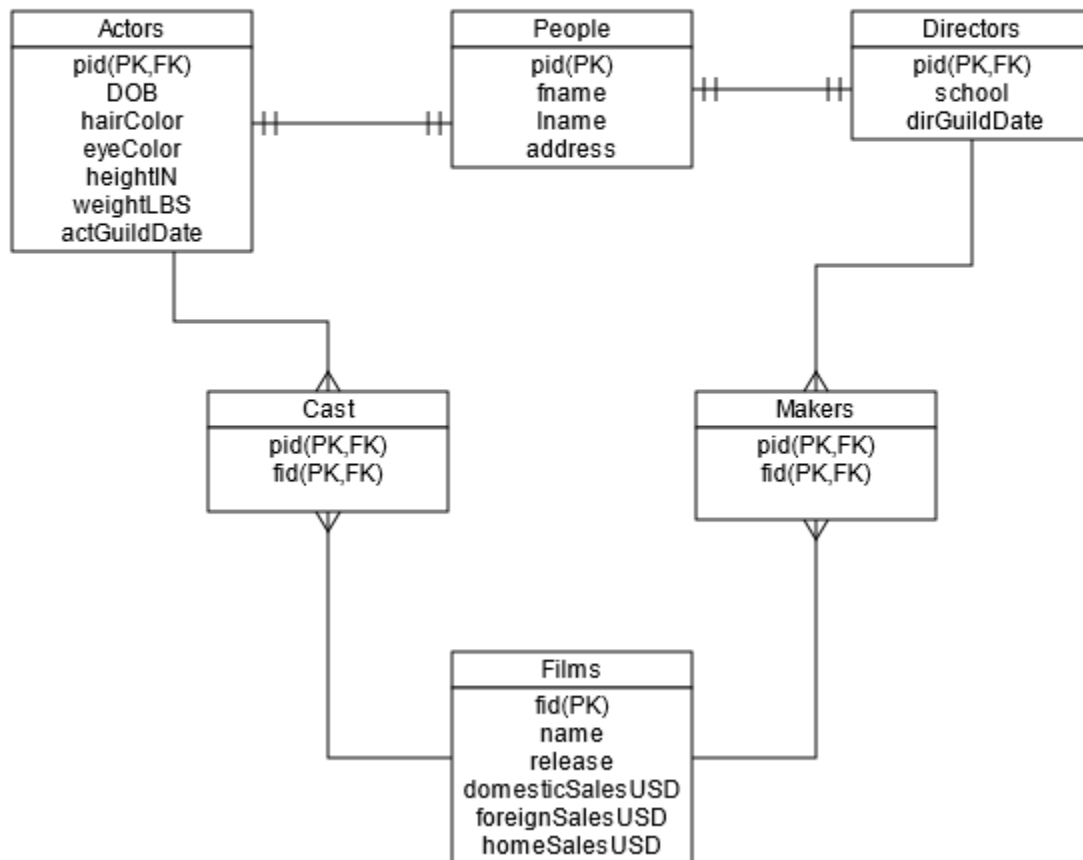 Actors
pid(PK,FK)
DOB
hairColor
eyeColor
heightIN
weightLBS
actGuildDate
People
pid(PK)
fname
lname
address
Directors
pid(PK,FK)
school
dirGuildDate
Cast
pid(PK,FK)
fid(PK,FK)
Makers
pid(PK,FK)
fid(PK,FK)
Films
fid(PK)
name
release
domesticSalesUSD
foreignSalesUSD
homeSalesUSD